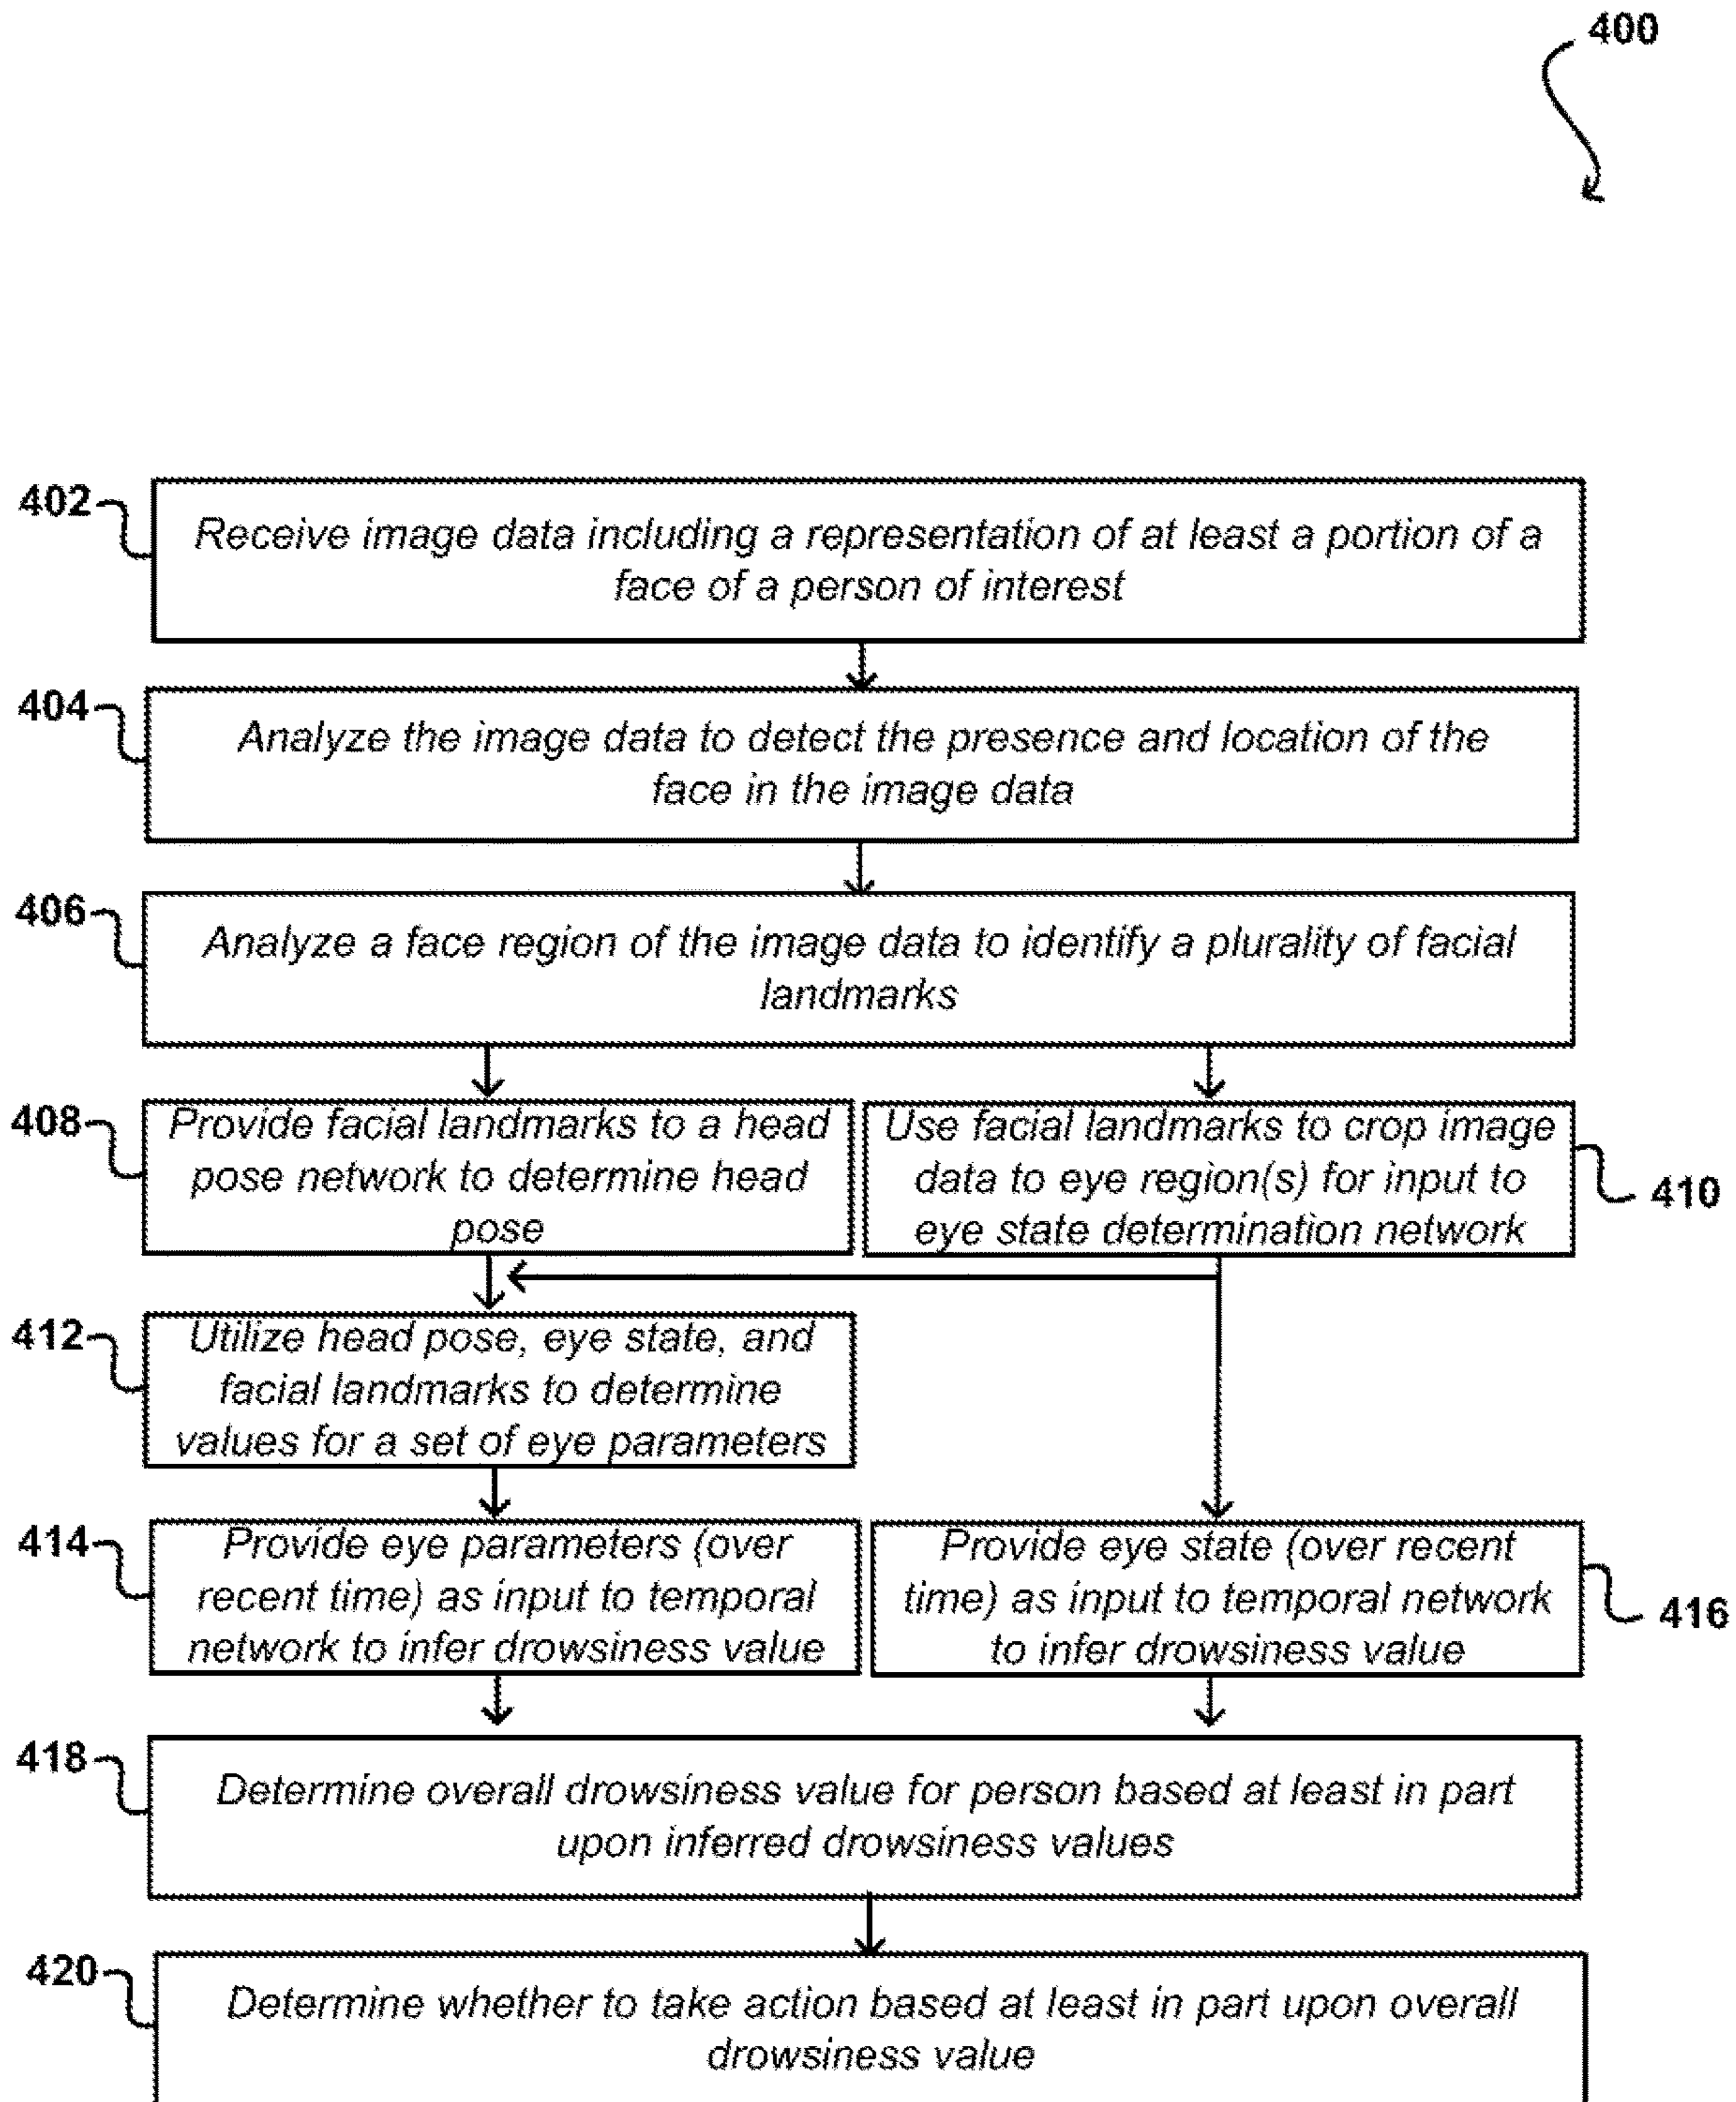 400
402
Receive image data including a representation of at least a portion of a
face of a person of interest
404
Analyze the image data to detect the presence and location of the
face in the image data
406
Analyze a face region of the image data to identify a plurality of facial
landmarks
408
Provide facial landmarks to a head
pose network to determine head
pose
Use facial landmarks to crop image
data to eye region(s) for input to
eye state determination network
410
412
Utilize head pose, eye state, and
facial landmarks to determine
values for a set of eye parameters
414
Provide eye parameters (over
recent time) as input to temporal
network to infer drowsiness value
Provide eye state (over recent
time) as input to temporal network
to infer drowsiness value
416
418
Determine overall drowsiness value for person based at least in part
upon inferred drowsiness values
420
Determine whether to take action based at least in part upon overall
drowsiness value